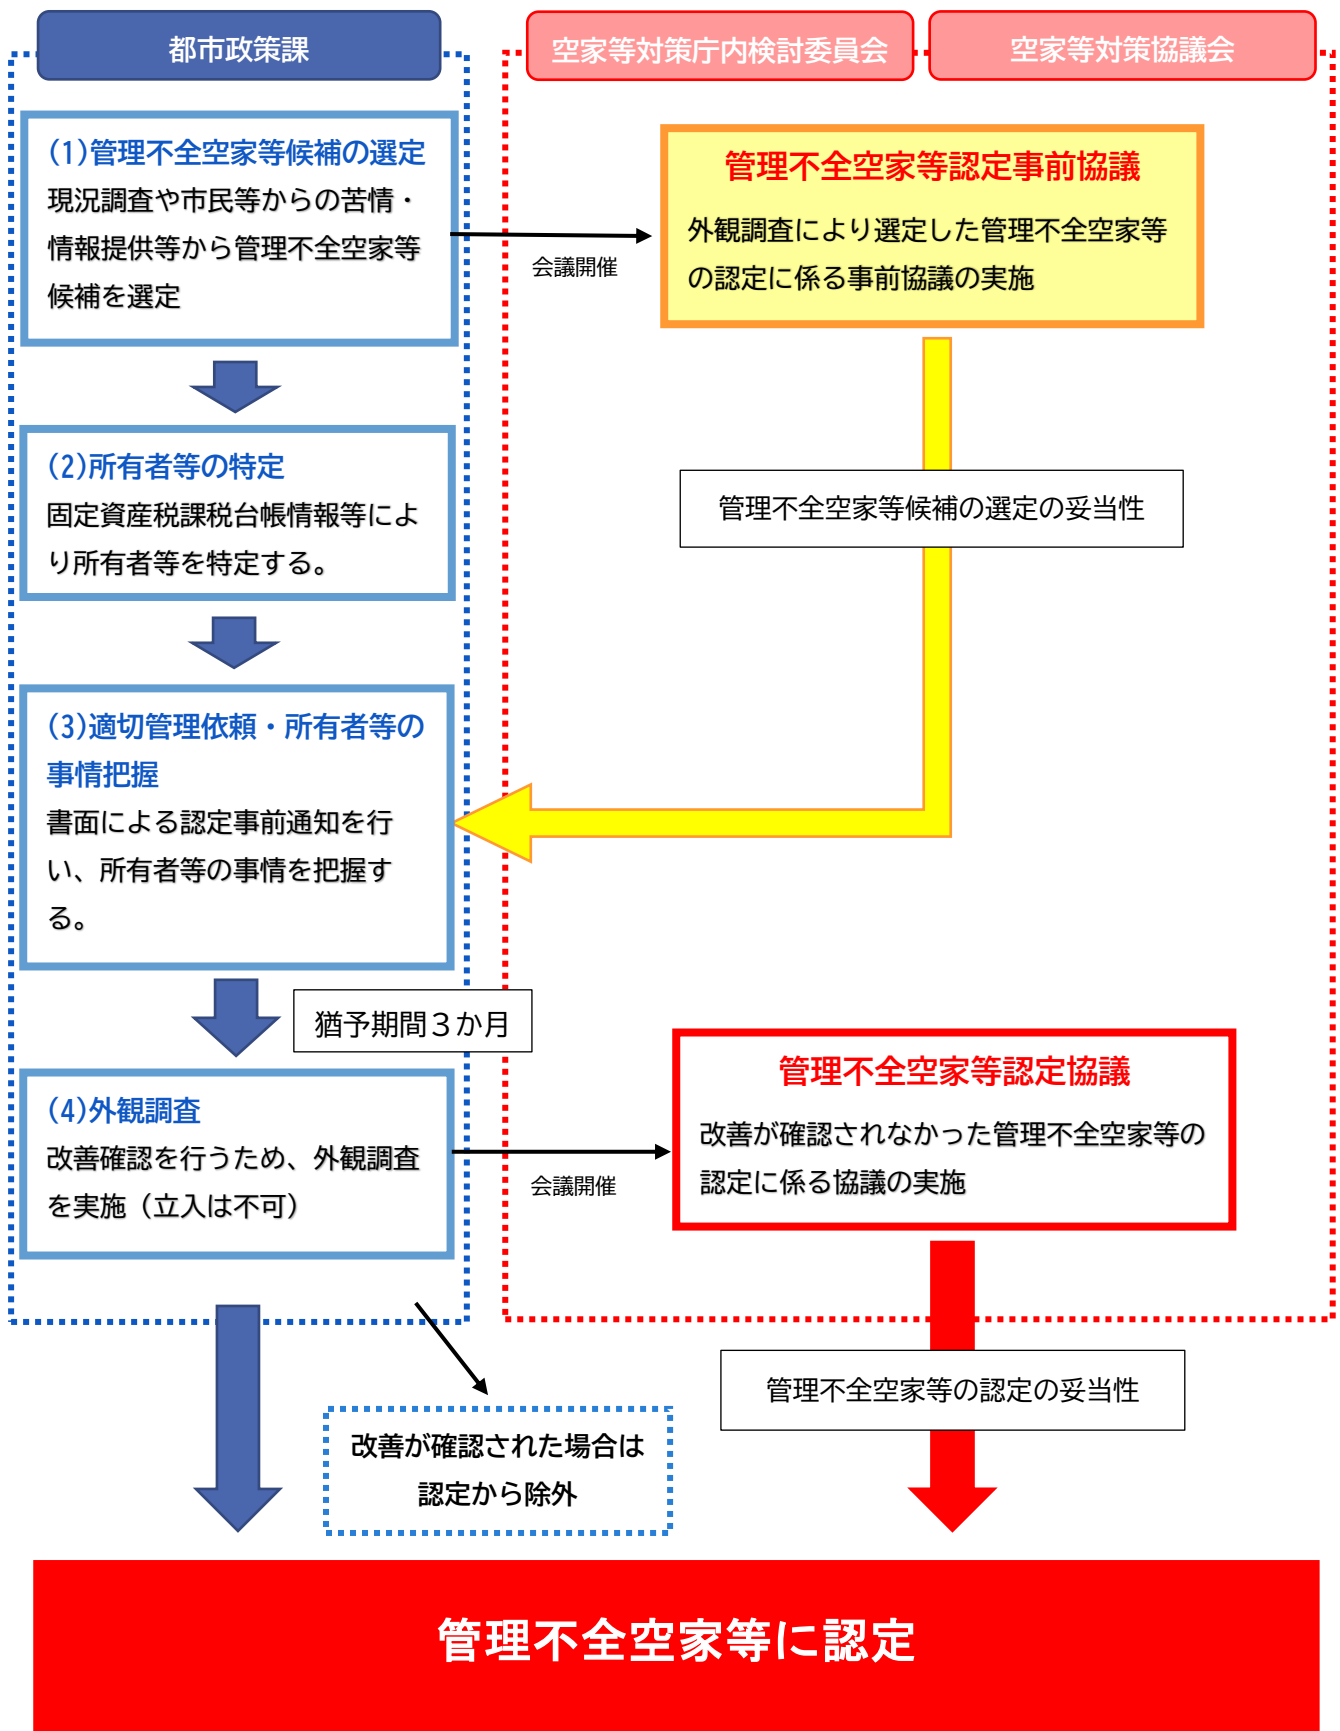 都市政策課
空家等対策庁内検討委員会
空家等対策協議会
(1)管理不全空家等候補の選定
現況調査や市民等からの苦情・
情報提供等から管理不全空家等
候補を選定
会議開催
管理不全空家等認定事前協議
外観調査により選定した管理不全空家等
の認定に係る事前協議の実施
(2)所有者等の特定
固定資産税課税台帳情報等によ
り所有者等を特定する。
管理不全空家等候補の選定の妥当性
(3)適切管理依頼・所有者等の
事情把握
書面による認定事前通知を行
い、所有者等の事情を把握す
る。
猶予期間３か月
(4)外観調査
改善確認を行うため、外観調査
を実施（立入は不可）
会議開催
管理不全空家等認定協議
改善が確認されなかった管理不全空家等の
認定に係る協議の実施
管理不全空家等の認定の妥当性
改善が確認された場合は
認定から除外
管理不全空家等に認定